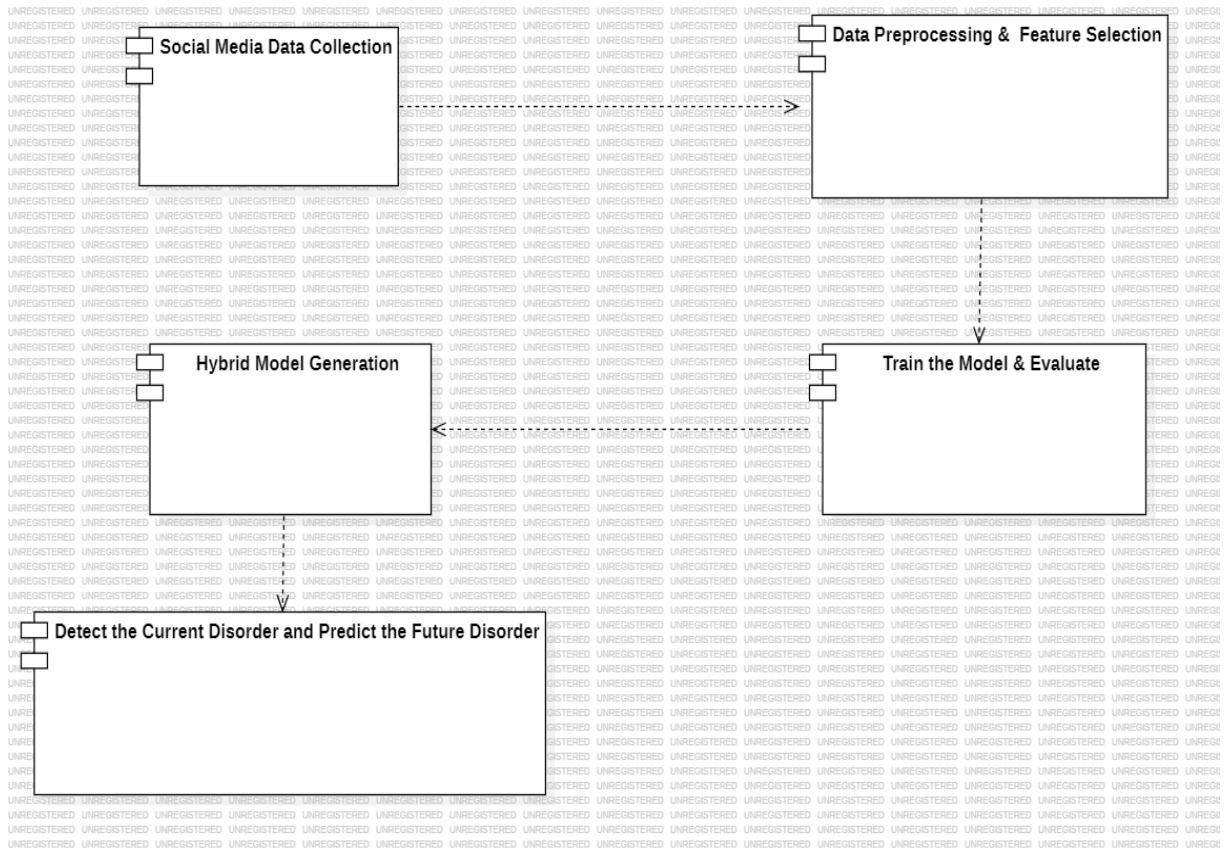 Social Media Data Collection
Data Preprocessing &  Feature Selection
Hybrid Model Generation
Train the Model & Evaluate
Detect the Current Disorder and Predict the Future Disorder
UNREGISTERED